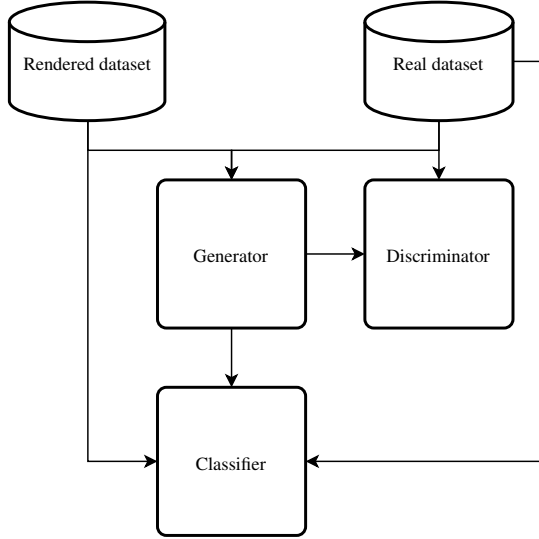 Rendered dataset
Real dataset
Generator
Discriminator
Classifier